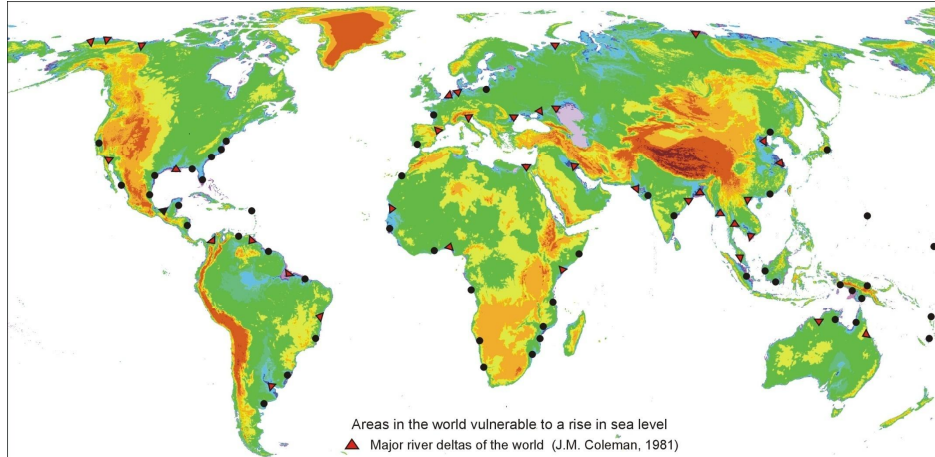 Areas in the world vulnerable to a rise in sea level
Major river deltas of the world (J.M. Coleman, 1981)